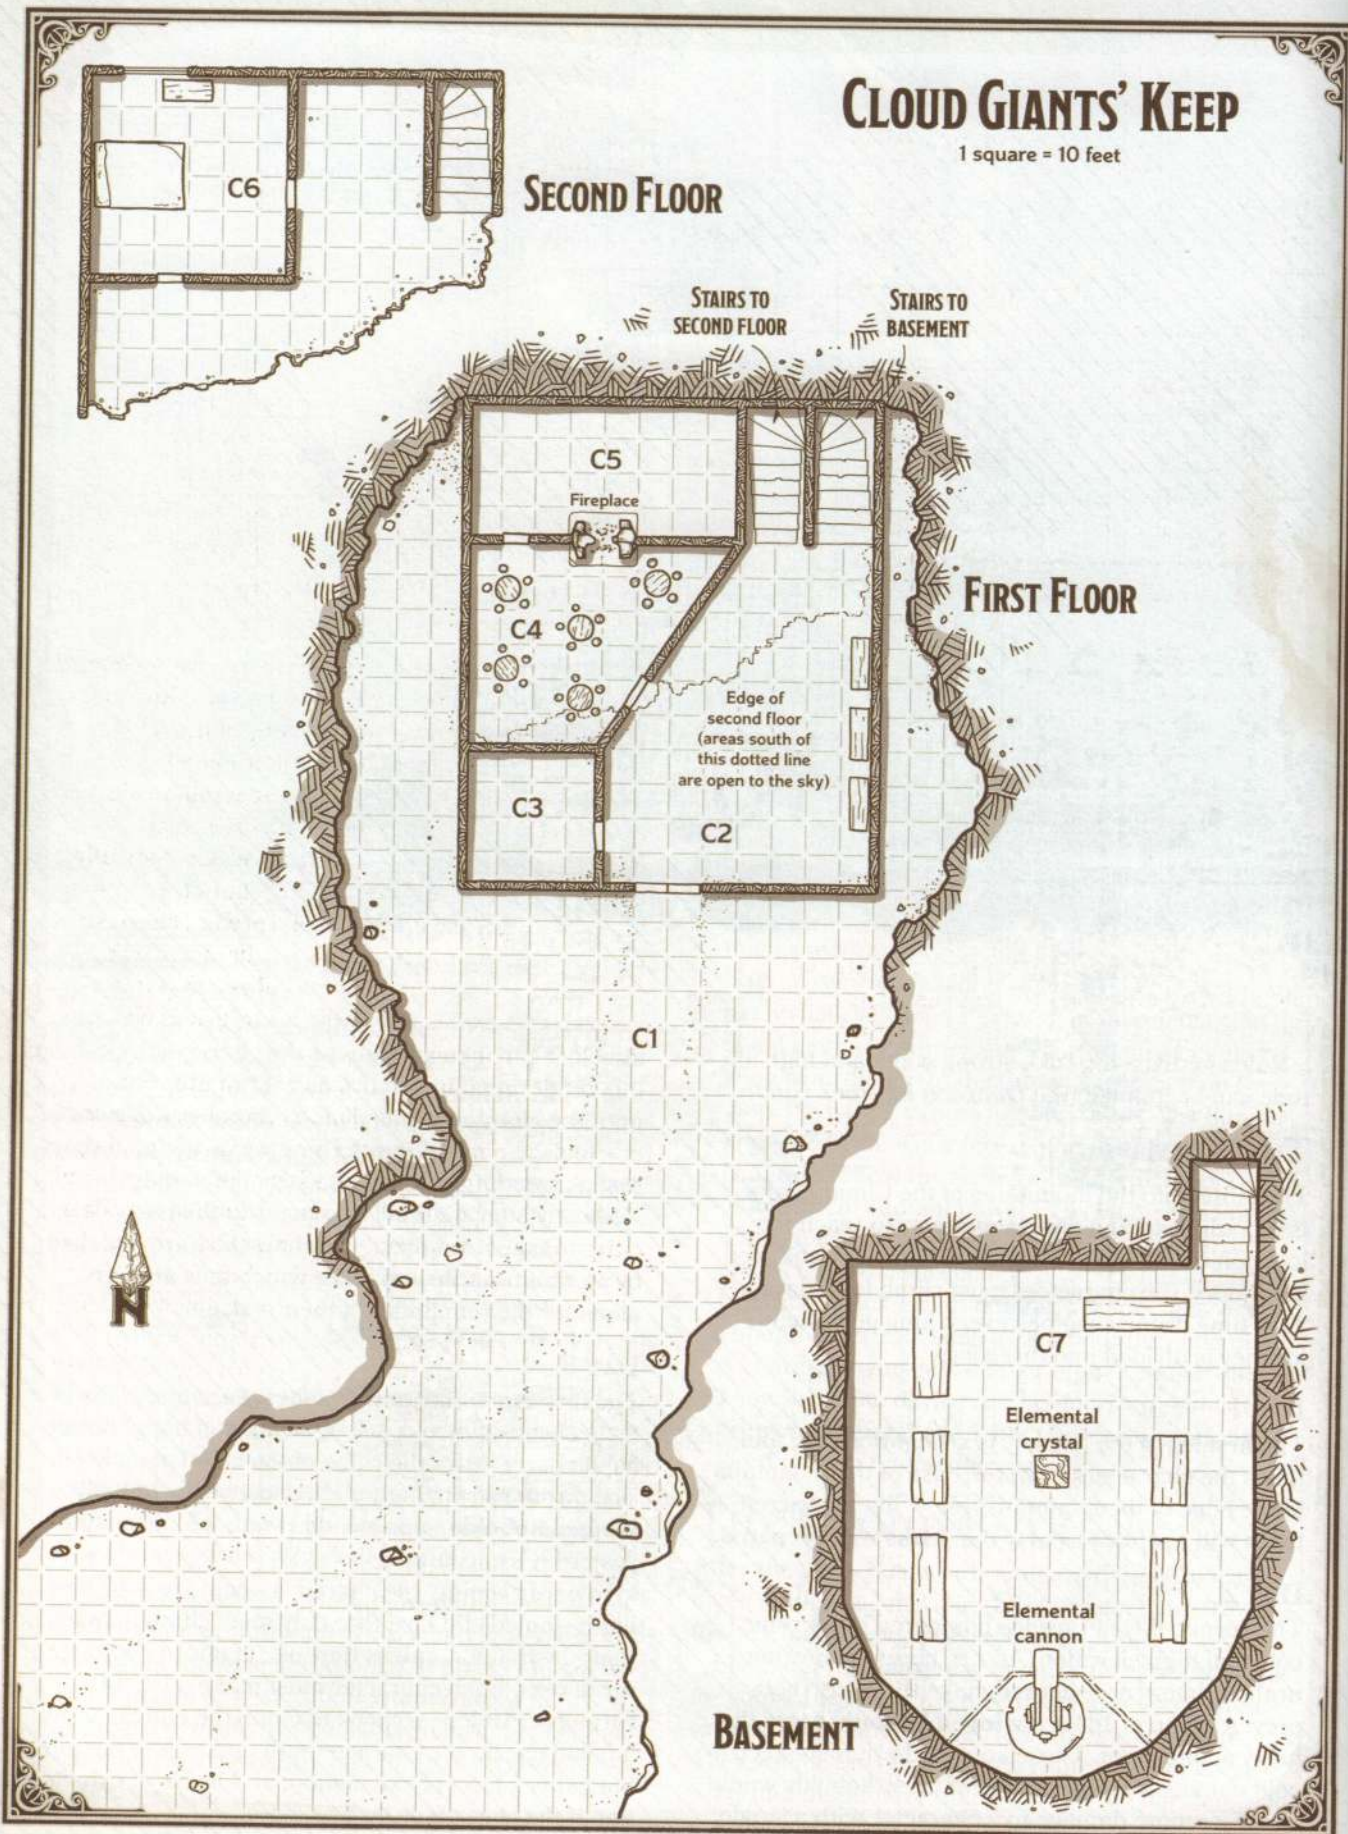 CLOUD GIANTS' KEEP
1 square = 10 feet
C6
SECOND FLOOR
STAIRS TO
SECOND FLOOR
STAIRS TO
BASEMENT
C5
Fireplace
FIRST FLOOR
C4
Edge of
second floor
(areas south of
this dotted line
are open to the sky)
C3
C2
C1
N
C7
Elemental
crystal
Elemental
cannon
BASEMENT